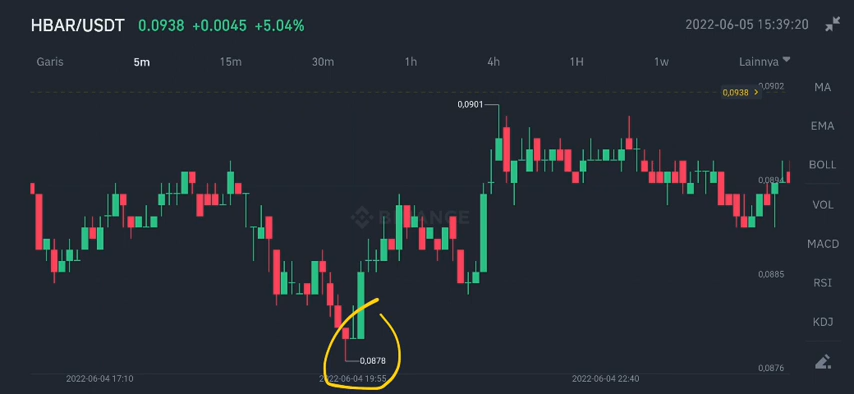 HBAR/USDT 0.0938 +0.0045 +5.04% 2022-06-05 15:39:20
Garis 5m 15m 30m 1h 4h 1H 1w Lainnya
0,0902
0,0938 >
MA
0,0901
EMA
BOLL
0,0894
VOL
BINANCE
MACD
0,0885
RSI
KDJ
0,0878
0,0876
2022-06-04 17:10 2022-06-04 19:55 2022-06-04 22:40